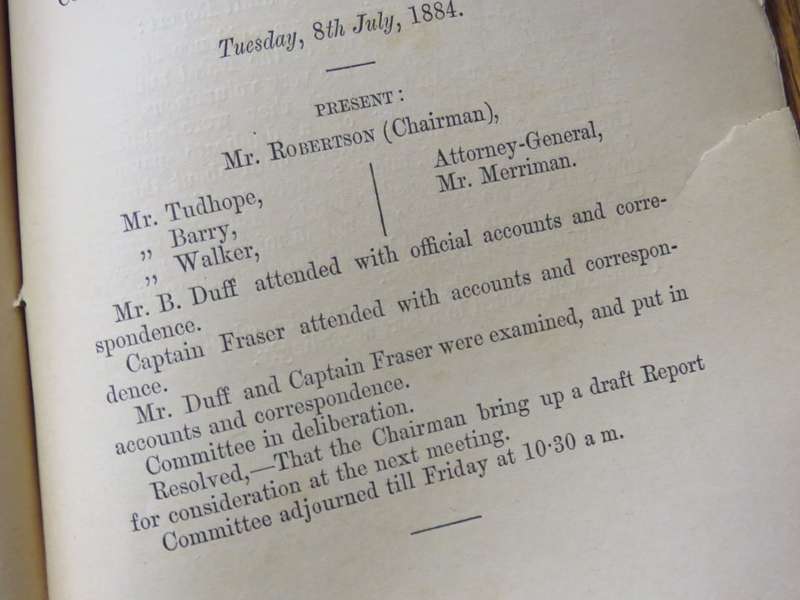 Tuesday, 8th July, 1884.
PRESENT:
Mr. ROBERTSON (Chairman),
Mr. Tudhope,
„ Barry,
„ Walker,
Attorney-General,
Mr. Merriman.
Mr. B. Duff attended with official accounts and corre-
spondence.
Captain Fraser attended with accounts and correspon-
dence.
Mr. Duff and Captain Fraser were examined, and put in
accounts and correspondence.
Committee in deliberation.
Resolved,—That the Chairman bring up a draft Report
for consideration at the next meeting.
Committee adjourned till Friday at 10·30 a m.